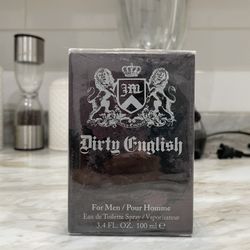 JM
Dirty English
For Men / Pour Homme
Eau de Toilette Spray / Vaporisateur
3.4 FL. OZ. 100 ml e